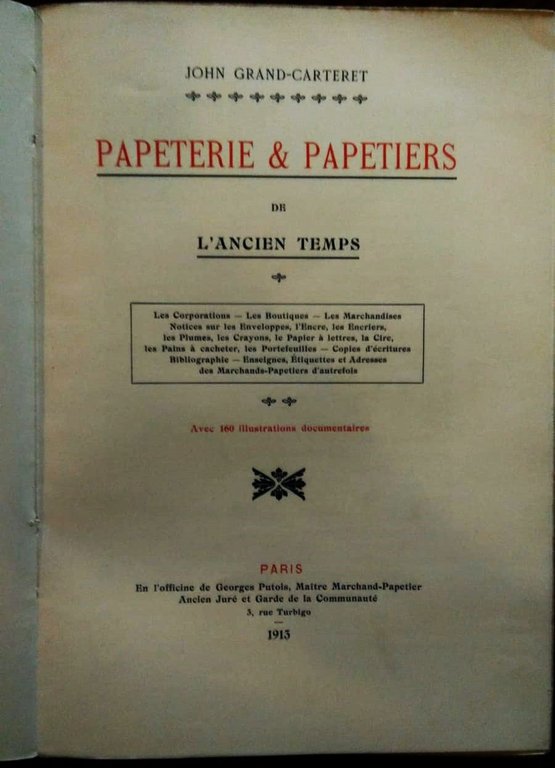 JOHN GRAND-CARTERET
PAPETERIE & PAPETIERS
DE
L'ANCIEN TEMPS
Les Corporations — Les Boutiques — Les Marchandises
Notices sur les Enveloppes, l'Encre, les Encriers,
les Plumes, les Crayons, le Papier à lettres, la Cire,
les Pains à cacheter, les Portefeuilles — Copies d'écritures
Bibliographie — Enseignes, Étiquettes et Adresses
des Marchands-Papetiers d'autrefois
Avec 160 illustrations documentaires
PARIS
En l'officine de Georges Putois, Maître Marchand-Papetier
Ancien Juré et Garde de la Communauté
3, rue Turbigo
1913